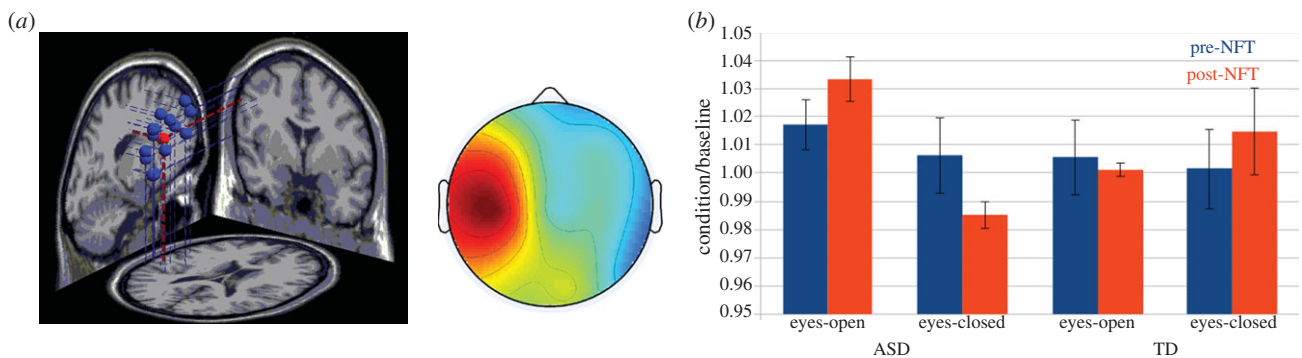 (a)
(b)
1.05
1.04
1.03
1.02
1.01
1.00
0.99
0.98
0.97
0.96
0.95
condition/baseline
pre-NFT
post-NFT
eyes-open eyes-closed eyes-open eyes-closed
ASD TD